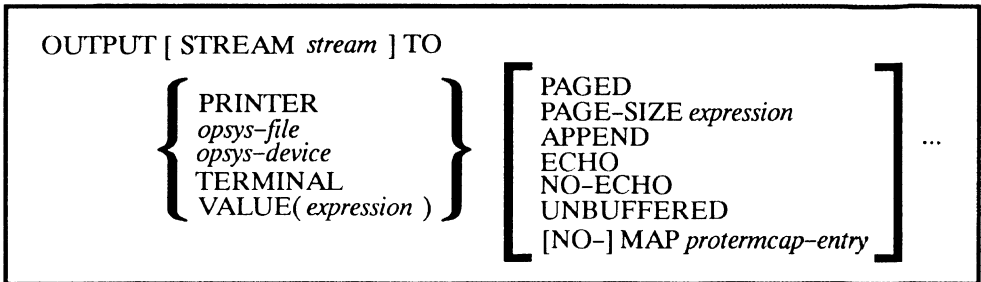 OUTPUT [ STREAM stream ] TO
PRINTER
opsys-file
opsys-device
TERMINAL
VALUE( expression )
PAGED
PAGE-SIZE expression
APPEND
ECHO
NO-ECHO
UNBUFFERED
[NO-] MAP protermcap-entry
...